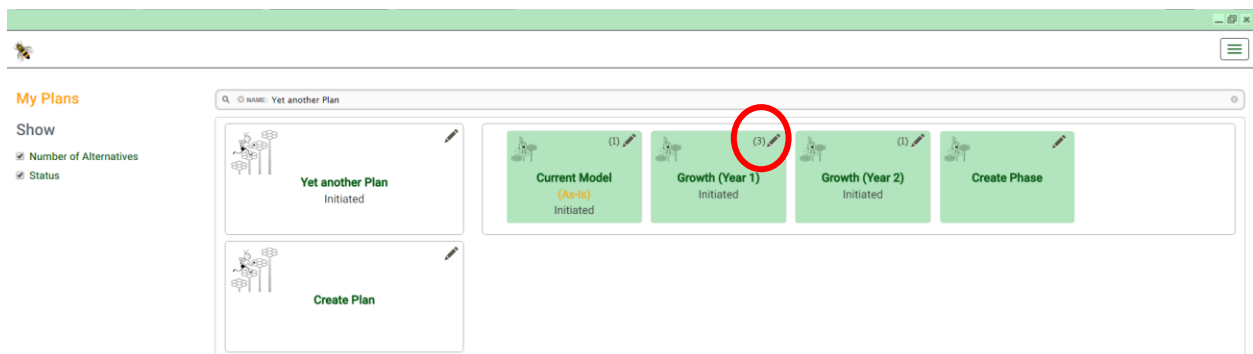 My Plans
NAME: Yet another Plan
Show
Number of Alternatives
Status
Yet another Plan
Initiated
(1)
Current Model
(As-Is)
Initiated
(3)
Growth (Year 1)
Initiated
(1)
Growth (Year 2)
Initiated
Create Phase
Create Plan